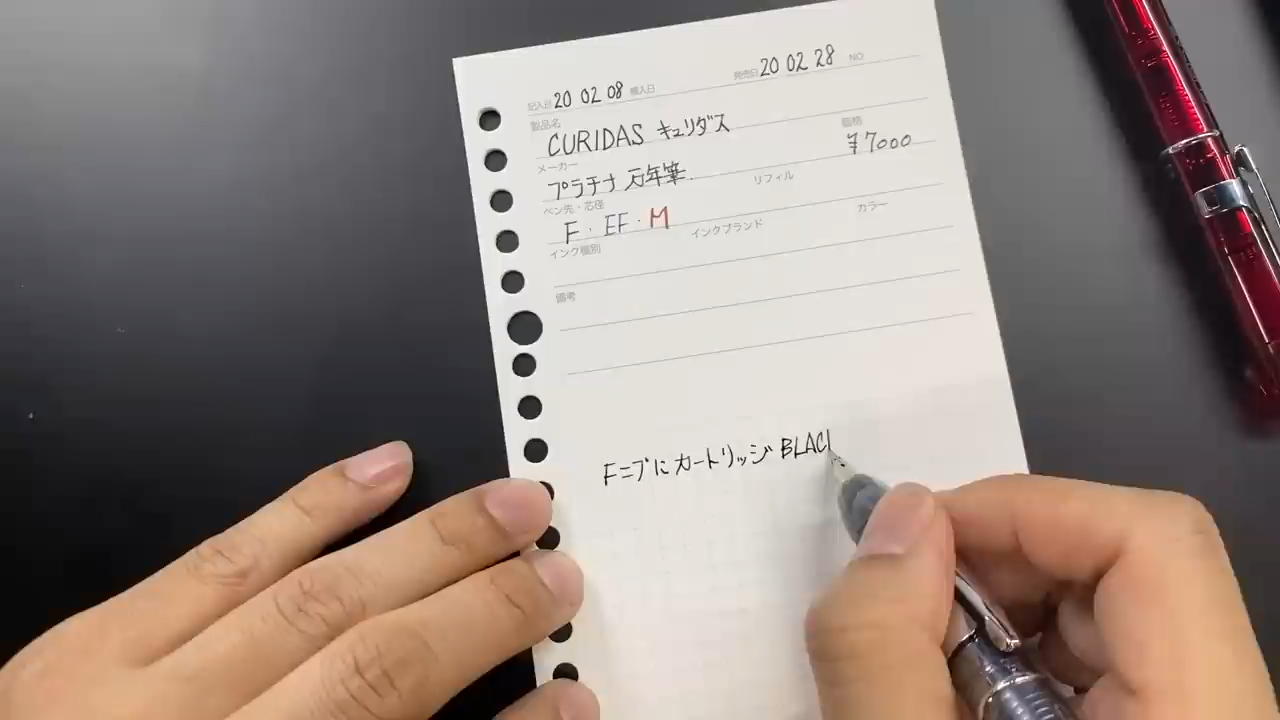 記入日 20 02 08 購入日 発売日 20 02 28 NO
製品名 CURIDAS キュリダス 価格 ¥7000
メーカー プラチナ万年筆. リフィル
ペン先・芯径 F・EF・M カラー
インク種別 インクブランド
備考
FニブにカートリッジBLAC